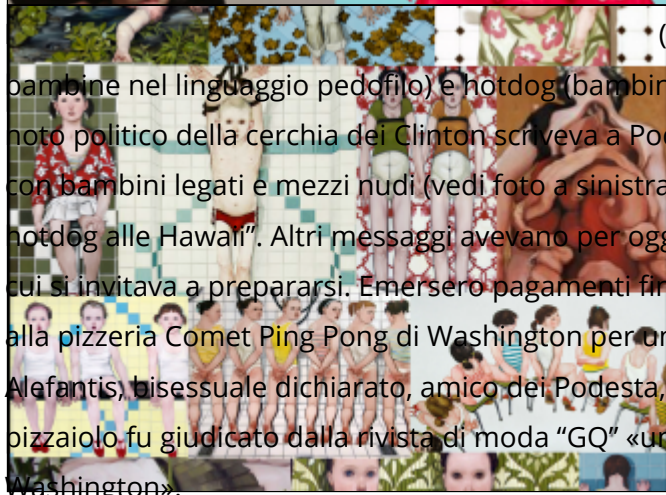 (
bambine nel linguaggio pedofilo) e hotdog (bambin
noto politico della cerchia dei Clinton scriveva a Po
con bambini legati e mezzi nudi (vedi foto a sinistra
hotdog alle Hawaii”. Altri messaggi avevano per ogg
cui si invitava a prepararsi. Emersero pagamenti fir
alla pizzeria Comet Ping Pong di Washington per ur
Alefantis, bisessuale dichiarato, amico dei Podesta,
pizzaiolo fu giudicato dalla rivista di moda “GQ” «ur
Washington».